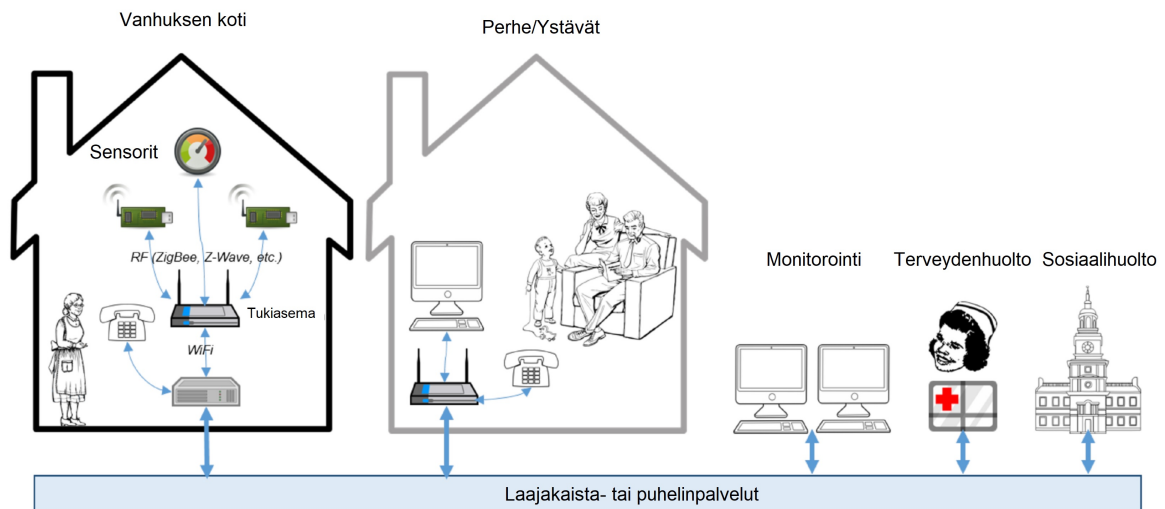 Vanhuksen koti
Perhe/Ystävät
Sensorit
RF (ZigBee, Z-Wave, etc.)
Tukiasema
WiFi
Monitorointi
Terveydenhuolto
Sosiaalihuolto
Laajakaista- tai puhelinpalvelut